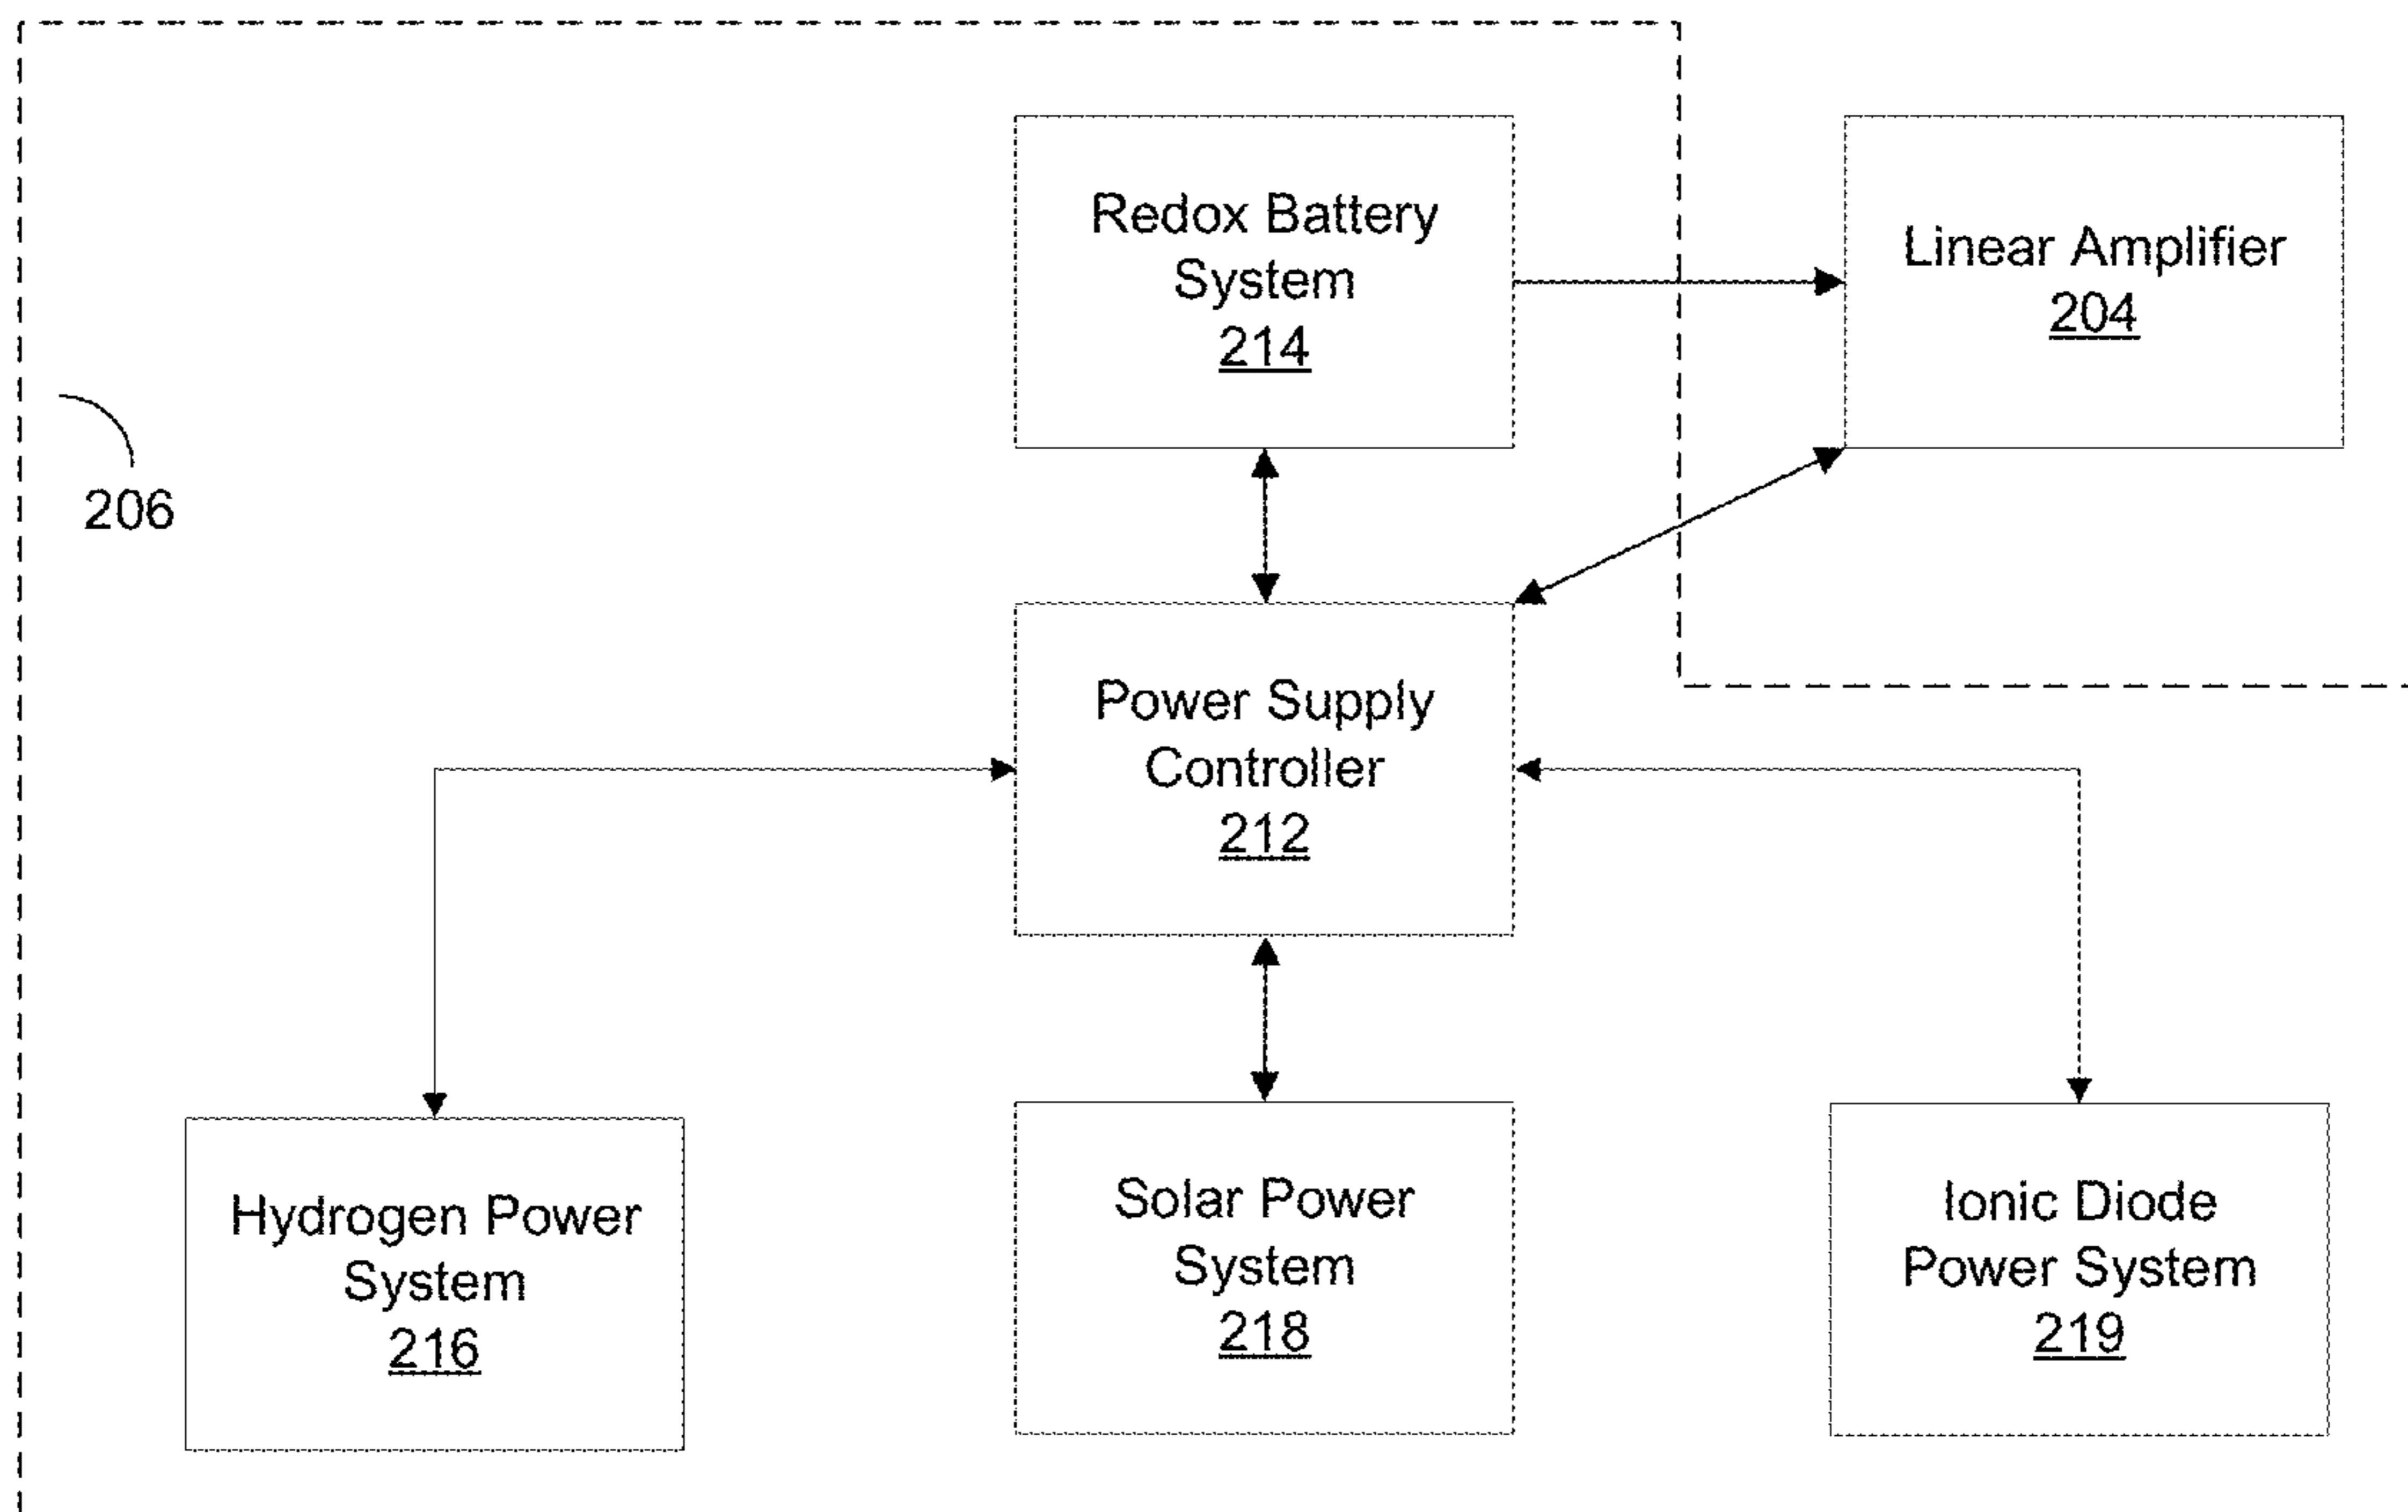 Redox Battery
System
214
Linear Amplifier
204
206
Power Supply
Controller
212
Hydrogen Power
System
216
Solar Power
System
218
Ionic Diode
Power System
219